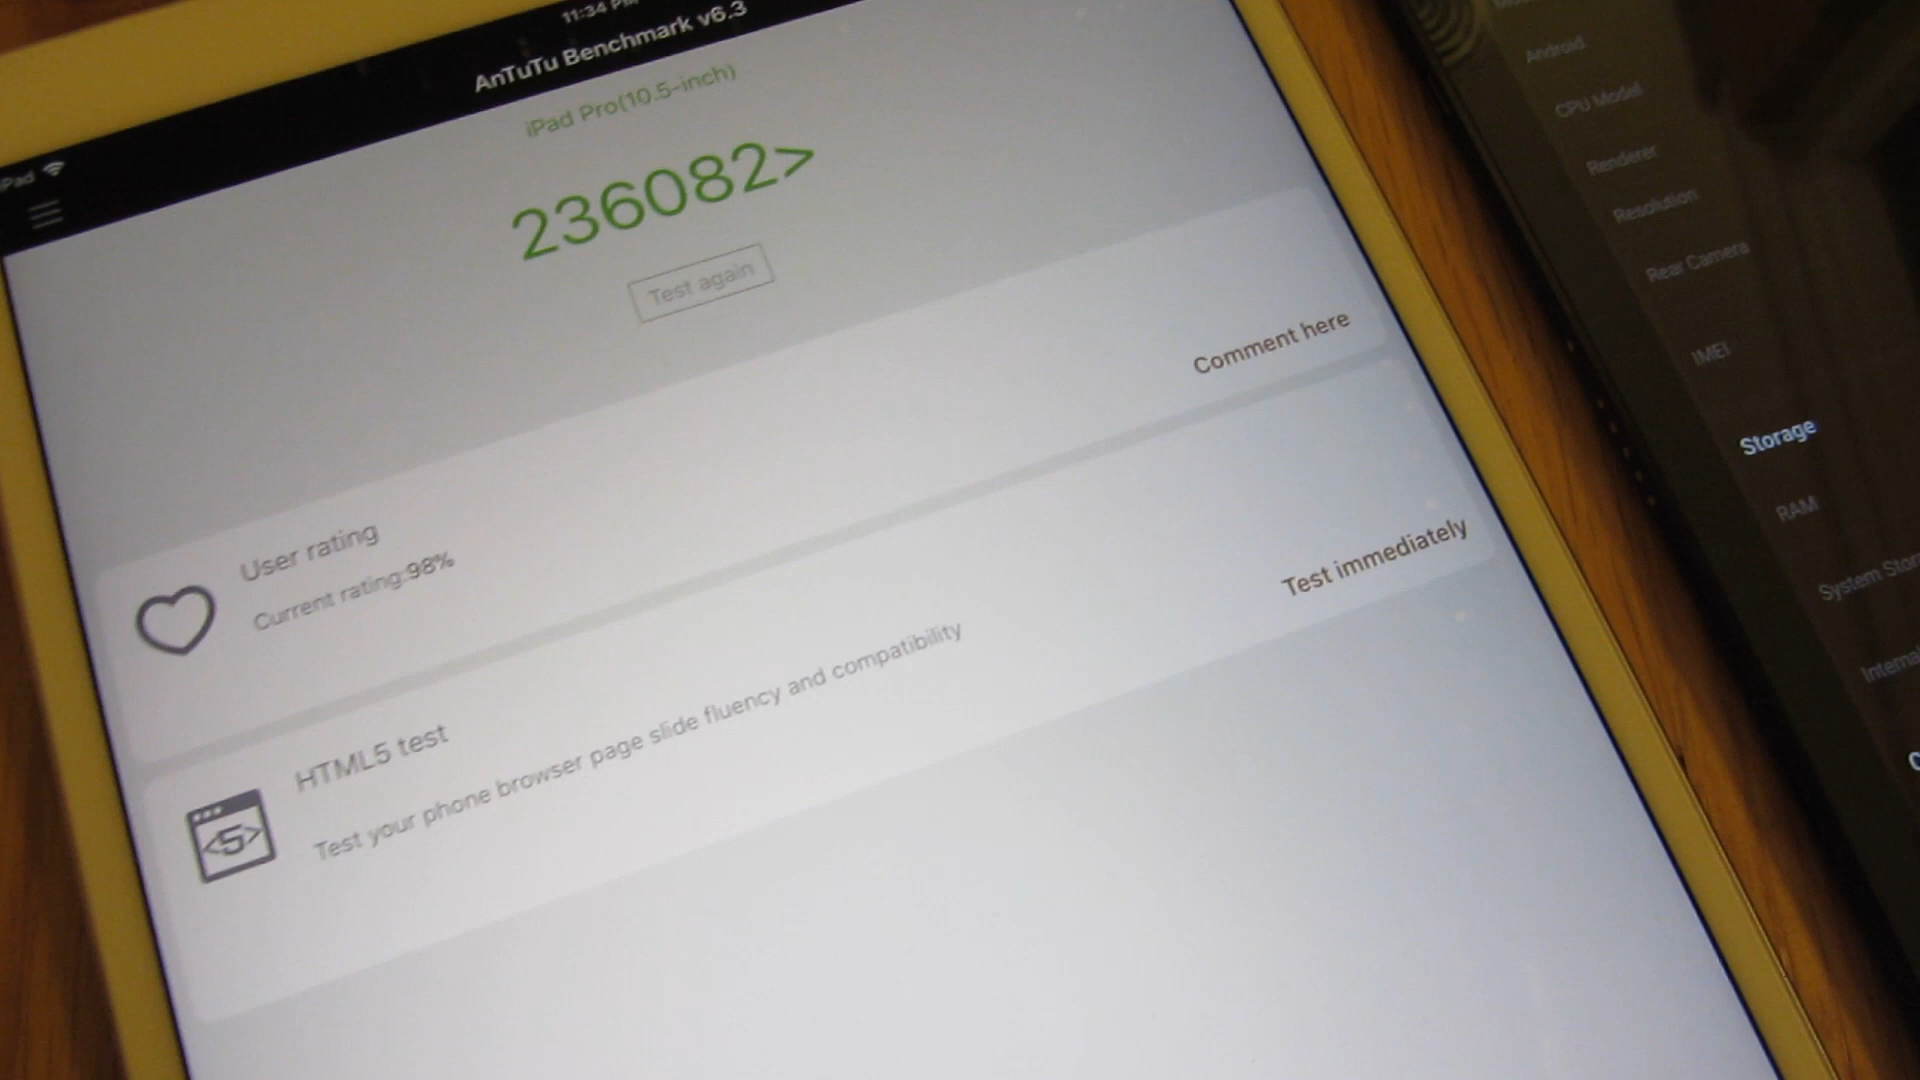 11:34 PM
AnTuTu Benchmark v6.3
iPad
iPad Pro(10.5-inch)
236082>
Test again
User rating
Current rating:98%
Comment here
HTML5 test
Test your phone browser page slide fluency and compatibility
Test immediately
Android
CPU Model
Renderer
Resolution
Rear Camera
IMEI
Storage
RAM
System
Internal